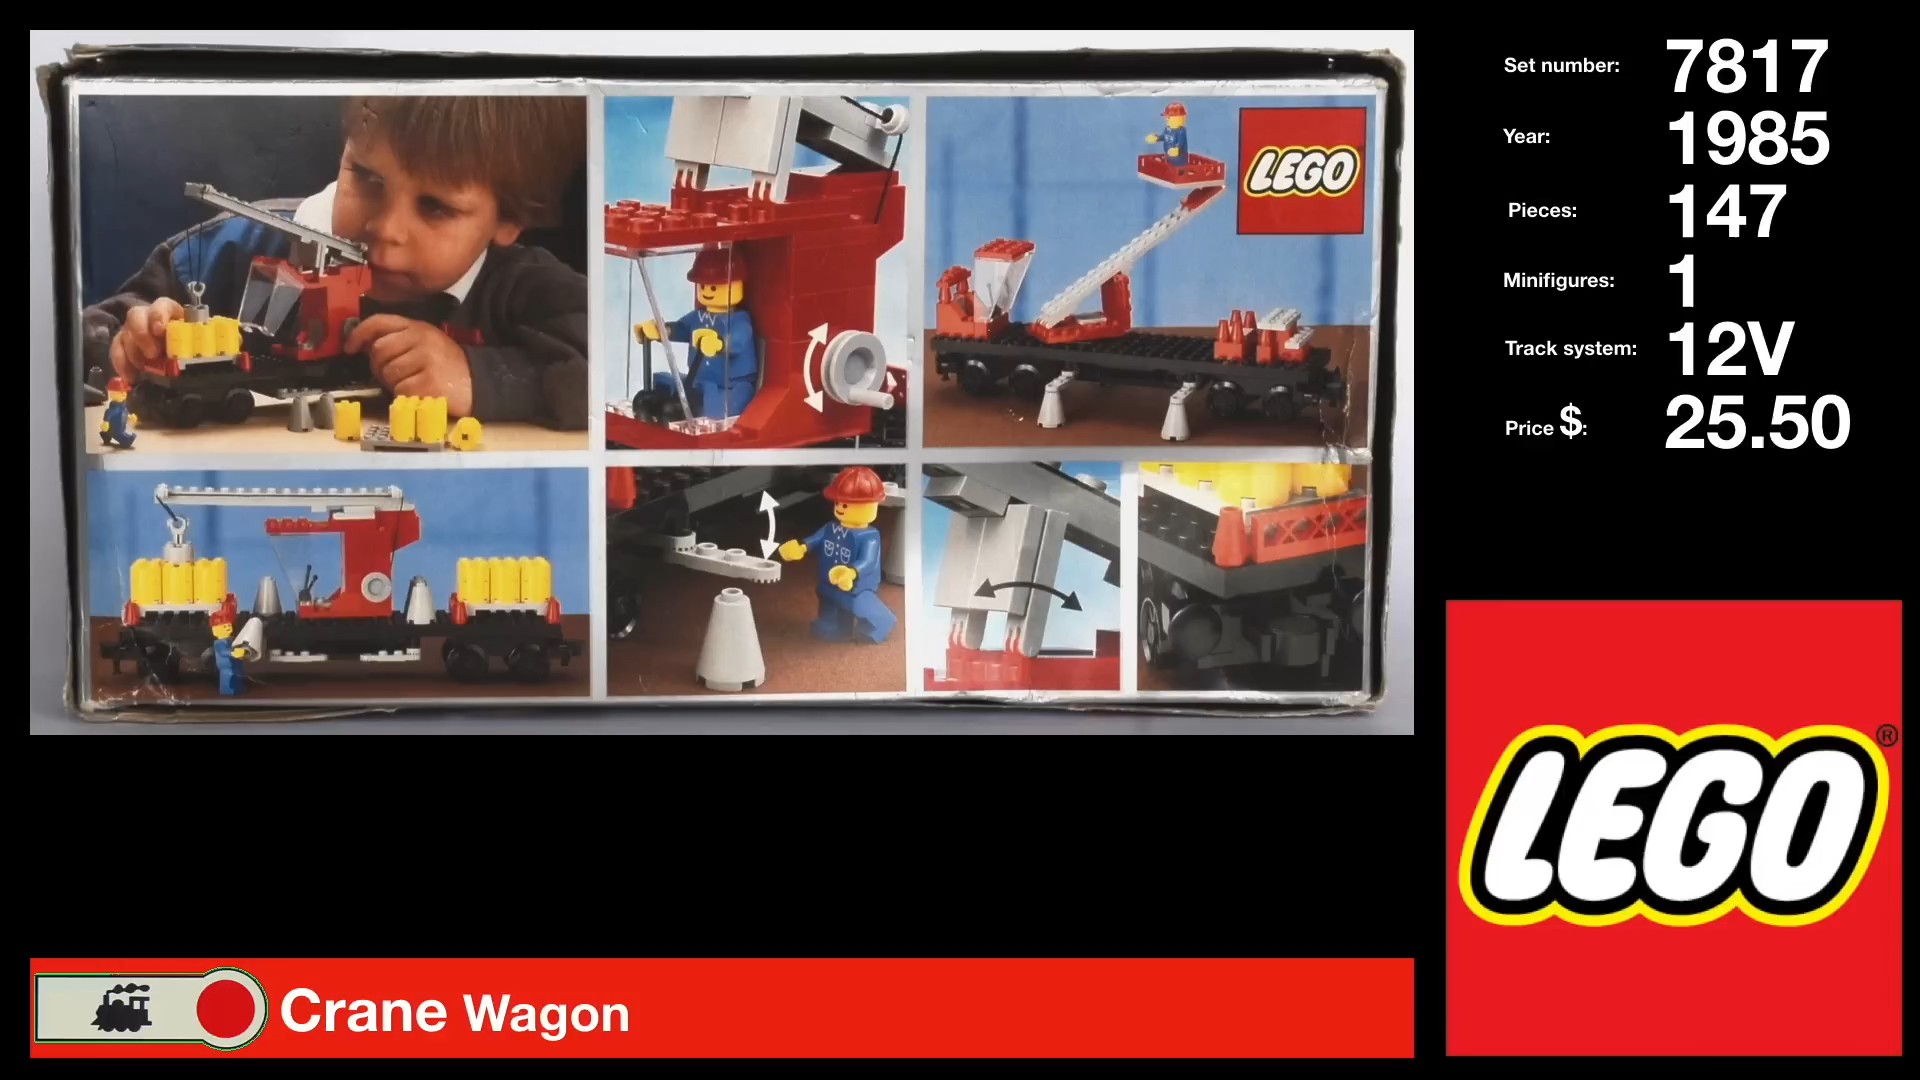 LEGO
Set number: 7817
Year: 1985
Pieces: 147
Minifigures: 1
Track system: 12V
Price $: 25.50
LEGO®
Crane Wagon